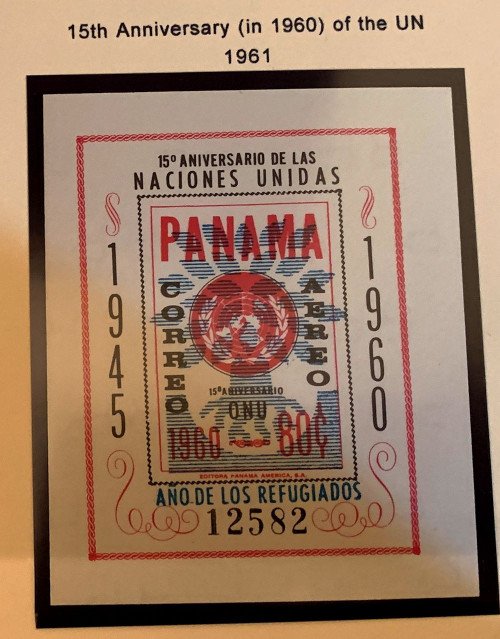 15th Anniversary (in 1960) of the UN
1961
15º ANIVERSARIO DE LAS
NACIONES UNIDAS
1945
1960
PANAMA
CORREO
AEREO
15º ANIVERSARIO
ONU
1960 60¢
EDITORA PANAMA AMERICA, S.A.
AÑO DE LOS REFUGIADOS
12582